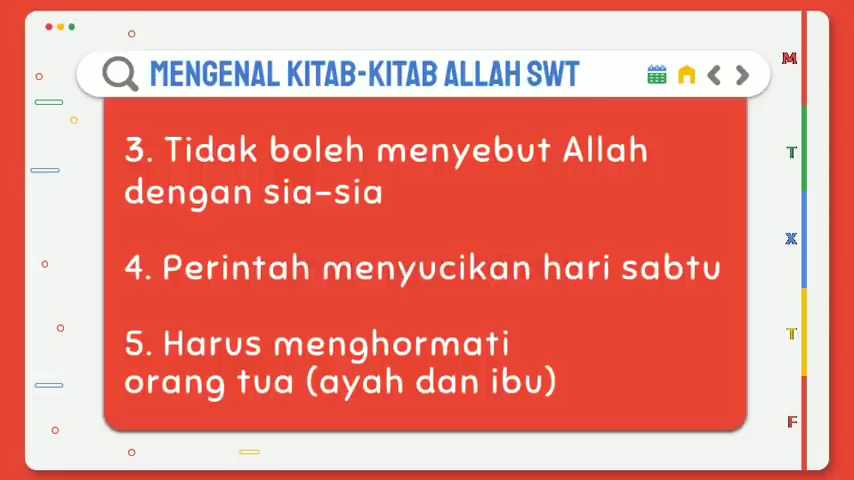 MENGENAL KITAB-KITAB ALLAH SWT
3. Tidak boleh menyebut Allah
dengan sia-sia
4. Perintah menyucikan hari sabtu
5. Harus menghormati
orang tua (ayah dan ibu)
M
T
X
T
F